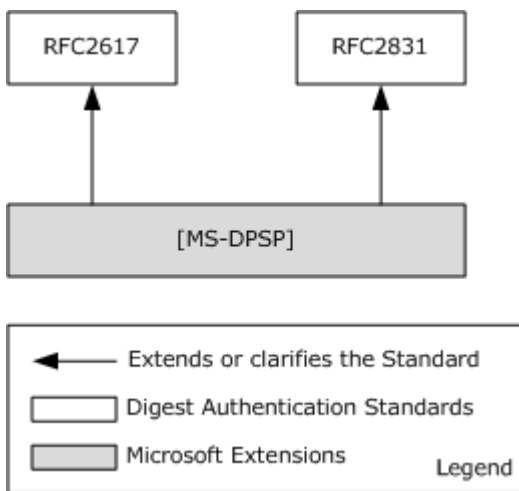 RFC2617
RFC2831
[MS-DPSP]
Extends or clarifies the Standard
Digest Authentication Standards
Microsoft Extensions
Legend